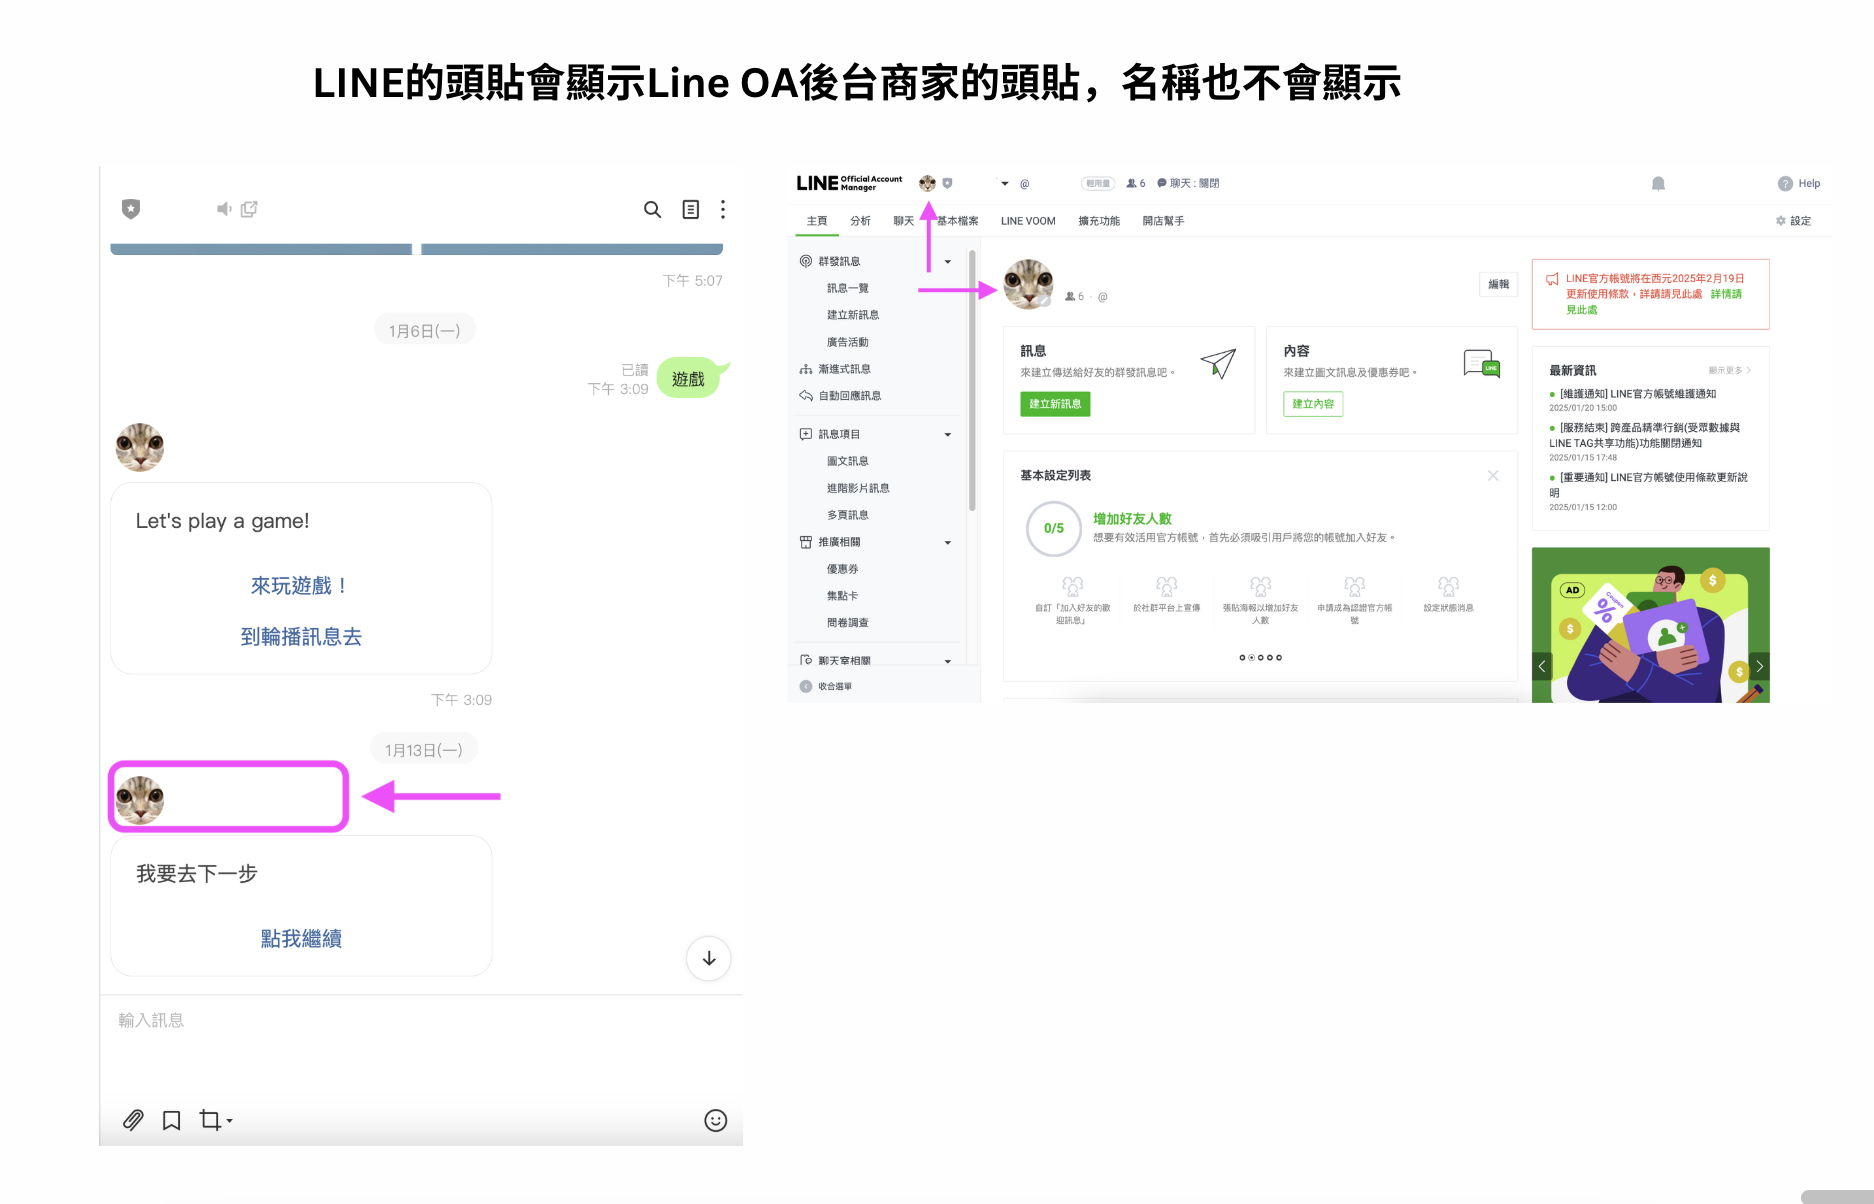 LINE的頭貼會顯示Line OA後台商家的頭貼，名稱也不會顯示
下午 5:07
1月6日(一)
已讀
下午 3:09
遊戲
Let's play a game!
來玩遊戲！
到輪播訊息去
下午 3:09
1月13日(一)
我要去下一步
點我繼續
輸入訊息
LINE Official Account Manager
@
輕用量
6
聊天 : 關閉
Help
主頁
分析
聊天
基本檔案
LINE VOOM
擴充功能
開店幫手
設定
群發訊息
訊息一覽
建立新訊息
廣告活動
漸進式訊息
自動回應訊息
訊息項目
圖文訊息
進階影片訊息
多頁訊息
推廣相關
優惠券
集點卡
問卷調查
聊天室相關
收合選單
6 · @
編輯
訊息
來建立傳送給好友的群發訊息吧。
建立新訊息
內容
來建立圖文訊息及優惠券吧。
建立內容
LINE
基本設定列表
0/5
增加好友人數
想要有效活用官方帳號，首先必須吸引用戶將您的帳號加入好友。
自訂「加入好友的歡
迎訊息」
於社群平台上宣傳
張貼海報以增加好友
人數
申請成為認證官方帳
號
設定狀態消息
LINE官方帳號將在西元2025年2月19日
更新使用條款，詳請請見此處 詳情請
見此處
最新資訊
顯示更多
[維護通知] LINE官方帳號維護通知
2025/01/20 15:00
[服務結束] 跨產品精準行銷(受眾數據與
LINE TAG共享功能)功能關閉通知
2025/01/15 17:48
[重要通知] LINE官方帳號使用條款更新說
明
2025/01/15 12:00
AD
Coupon
%
$
$
$